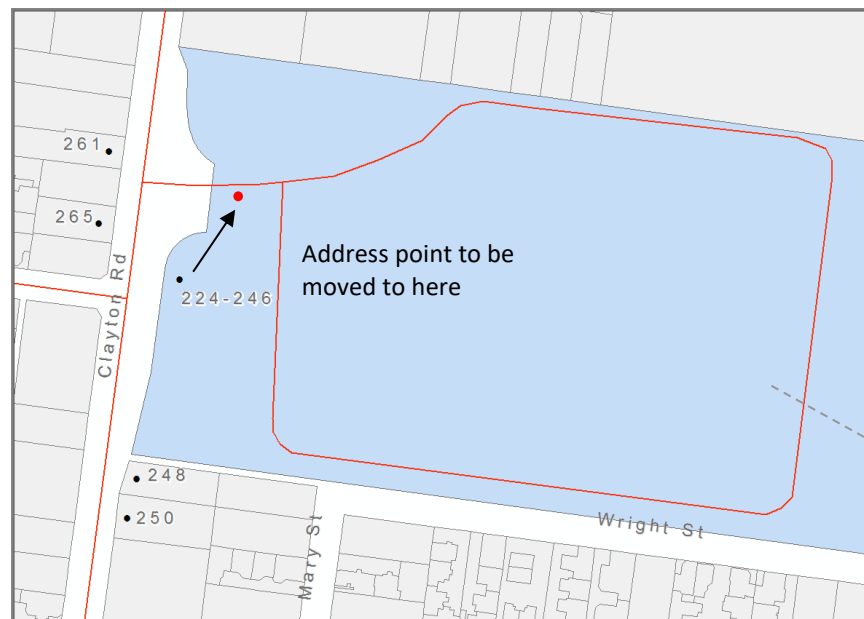 261
265
Clayton Rd
Address point to be
moved to here
224-246
248
250
Mary St
Wright St